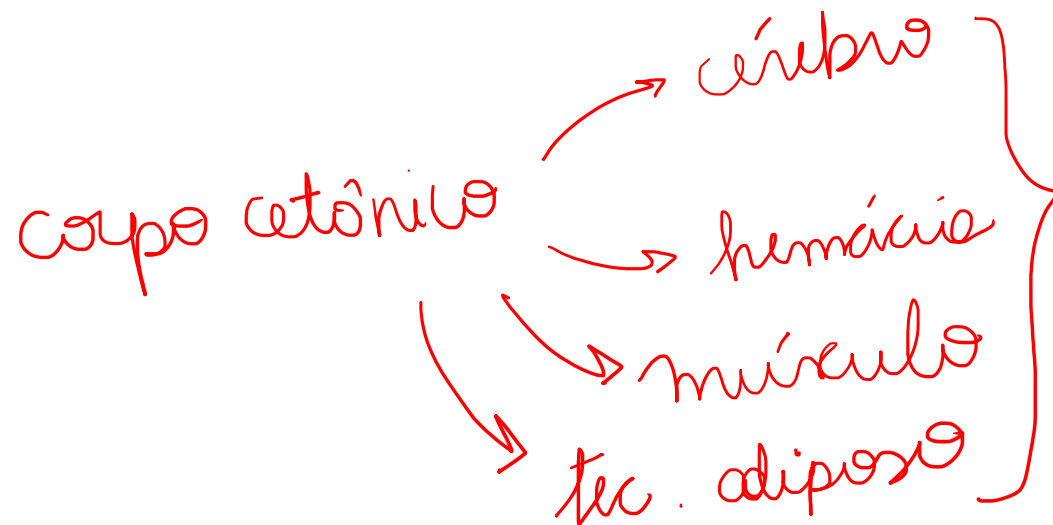 cérebro
corpo cetônico
hemácia
músculo
tec. adiposo